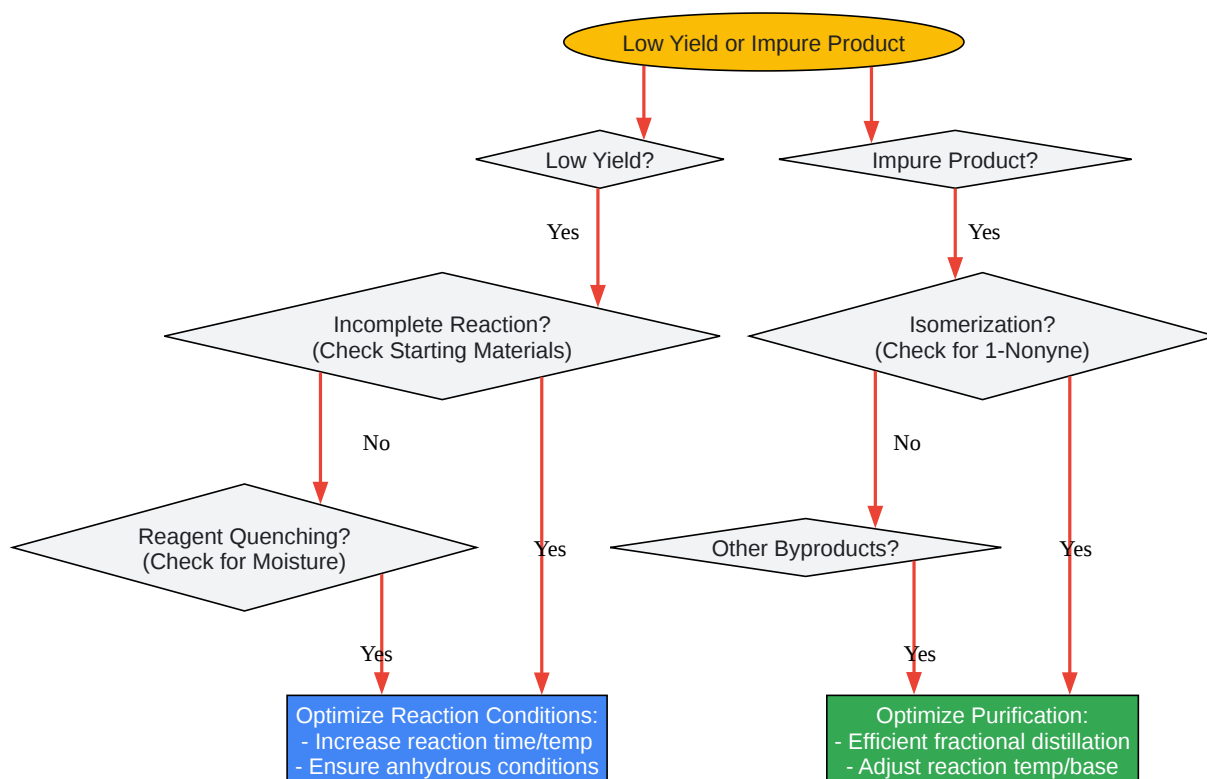 Low Yield or Impure Product
Low Yield?
Impure Product?
Yes
Yes
Incomplete Reaction?
(Check Starting Materials)
Isomerization?
(Check for 1-Nonyne)
No
No
Reagent Quenching?
(Check for Moisture)
Yes
Other Byproducts?
Yes
Yes
Yes
Optimize Reaction Conditions:
- Increase reaction time/temp
- Ensure anhydrous conditions
Optimize Purification:
- Efficient fractional distillation
- Adjust reaction temp/base